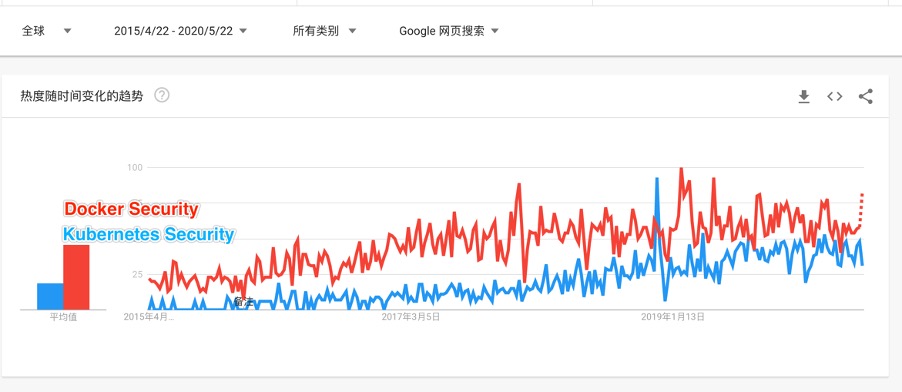 全球 2015/4/22 - 2020/5/22 所有类别 Google 网页搜索
热度随时间变化的趋势
100
Docker Security
Kubernetes Security
25
备注
平均值 2015年4月... 2017年3月5日 2019年1月13日